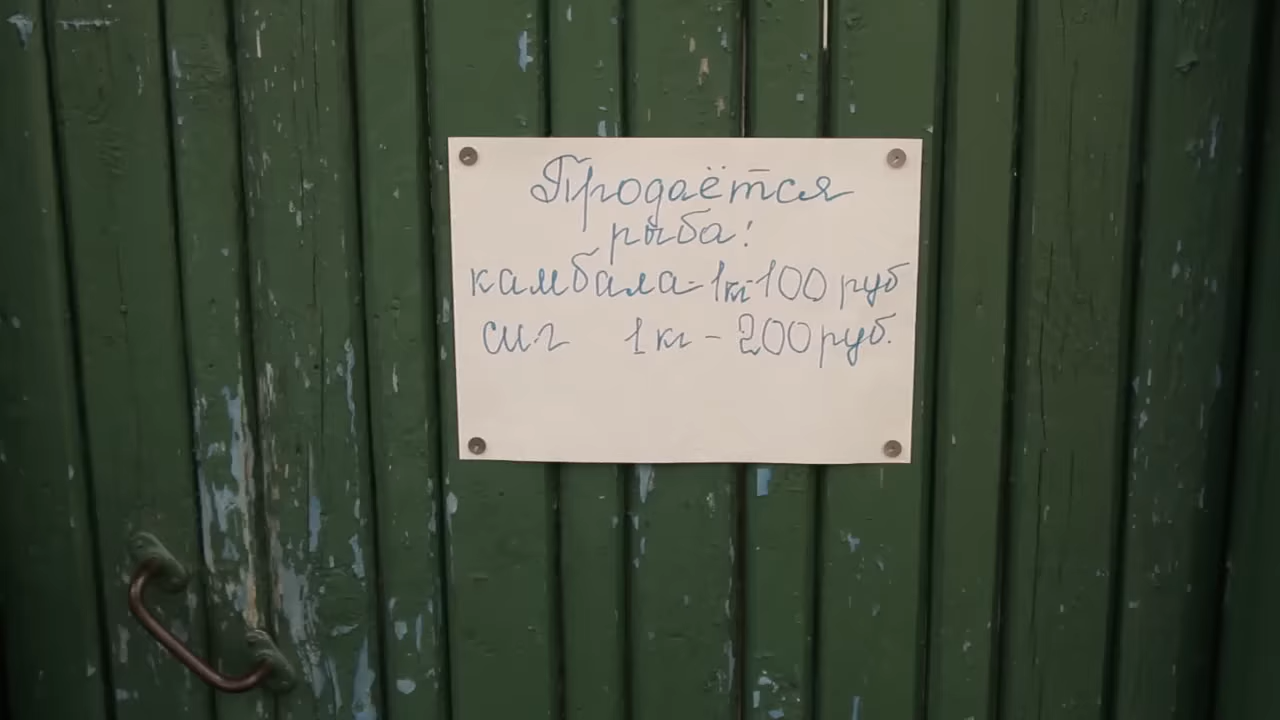 Продаётся
рыба:
камбала - 1кг-100 руб
сиг 1кг - 200 руб.